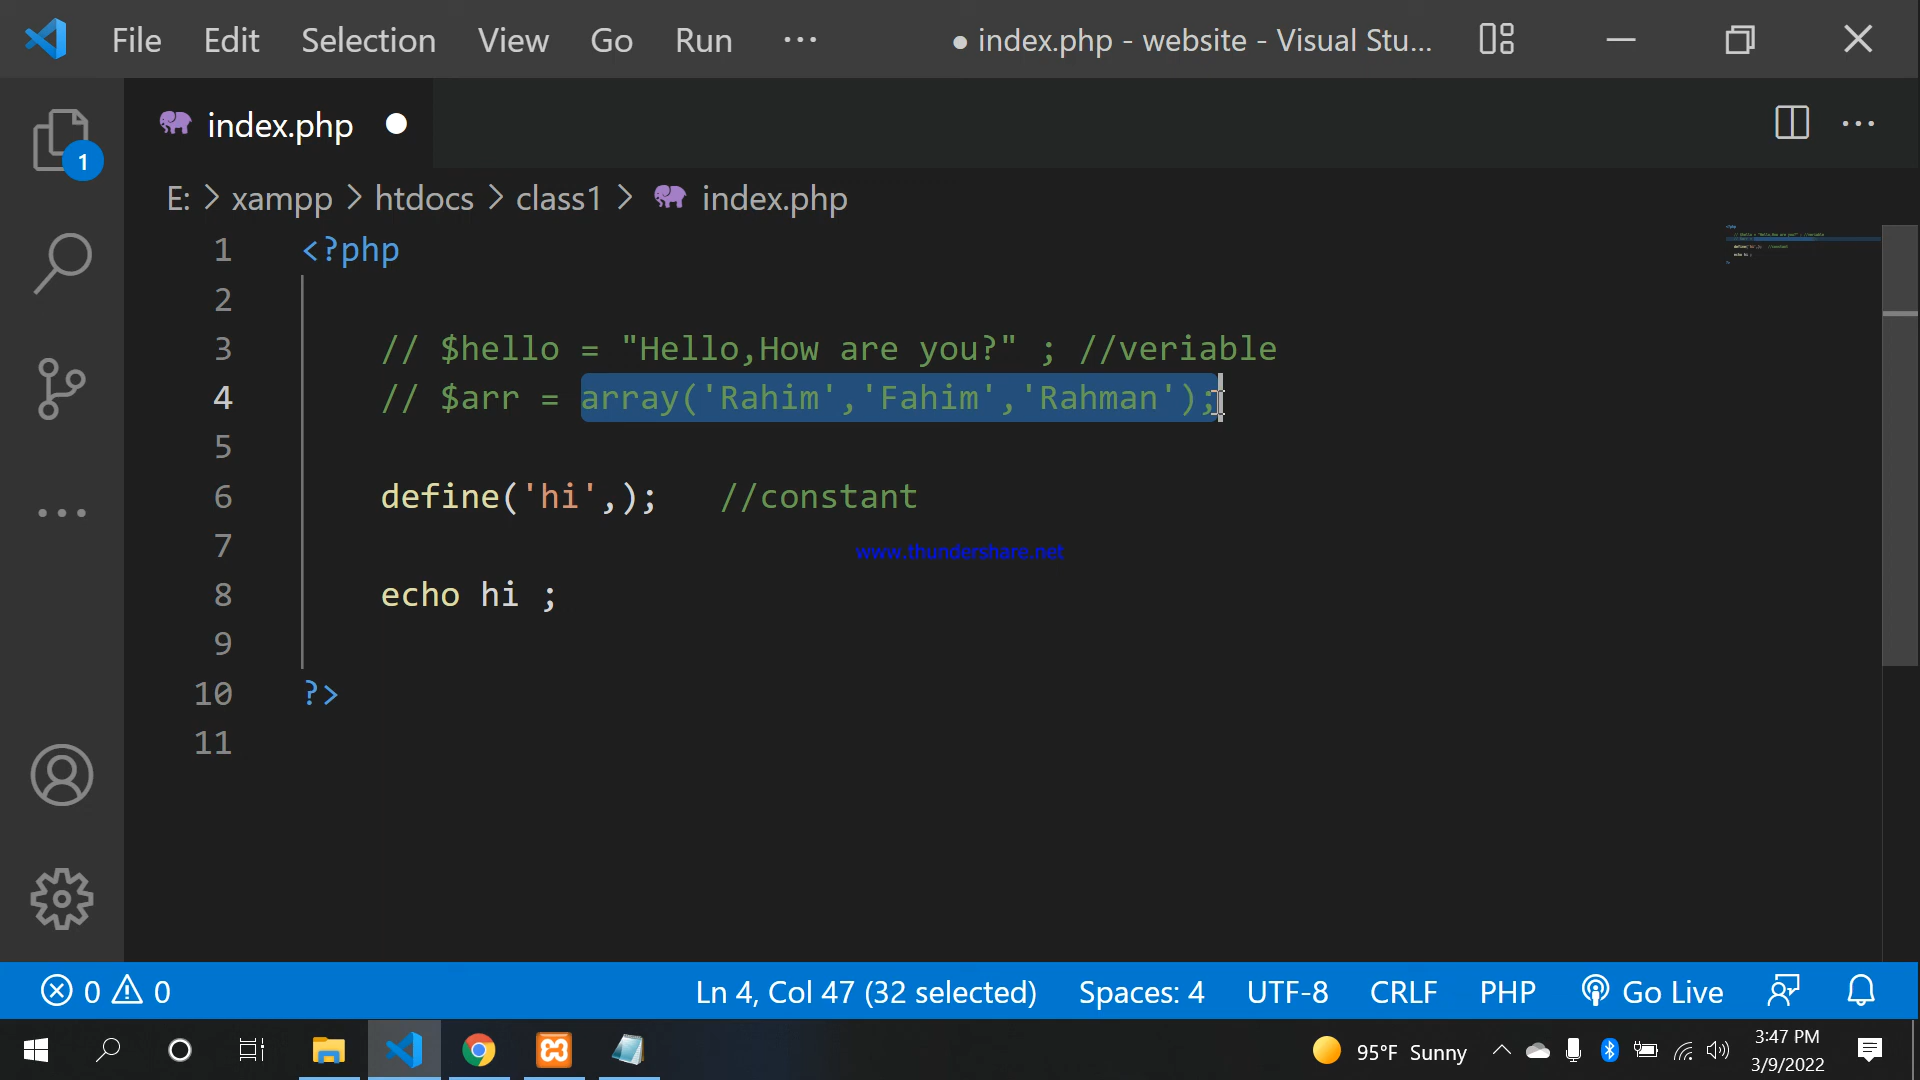 File Edit Selection View Go Run ··· ● index.php - website - Visual Stu...
index.php ●
1
E: > xampp > htdocs > class1 > index.php
1 <?php
2
3 // $hello = "Hello,How are you?" ; //veriable
4 // $arr = array('Rahim','Fahim','Rahman');
5
6 define('hi',); //constant
7
www.thundershare.net
8 echo hi ;
9
10 ?>
11
0 0 Ln 4, Col 47 (32 selected) Spaces: 4 UTF-8 CRLF PHP Go Live
95°F Sunny 3:47 PM
3/9/2022